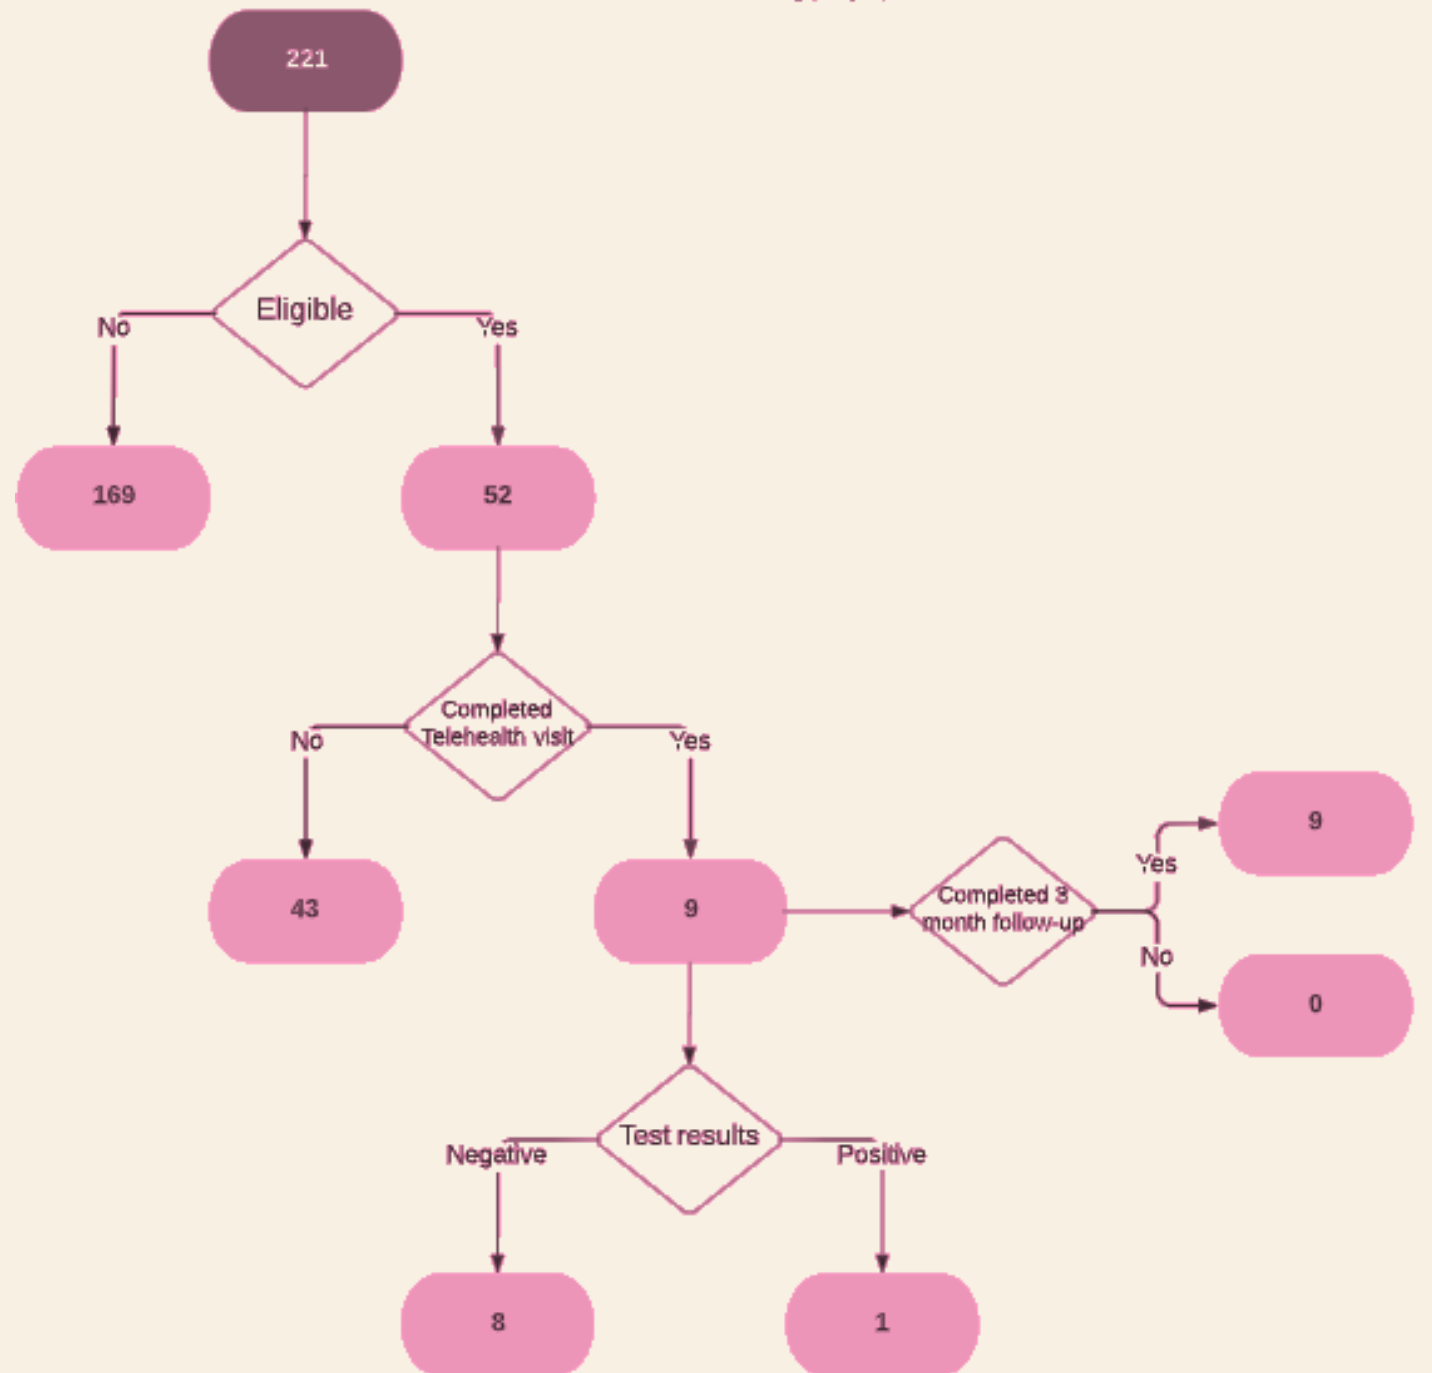 221
Eligible
No
Yes
169
52
Completed
Telehealth visit
No
Yes
43
9
Completed 3
month follow-up
Yes
9
No
0
Test results
Negative
Positive
8
1